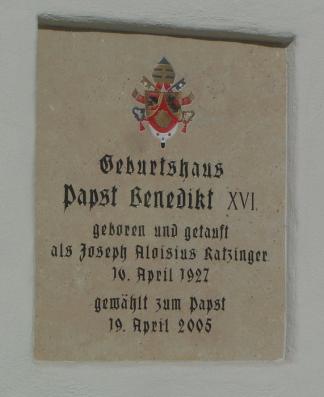 Geburtshaus
Papst Benedikt XVI.
geboren und getauft
als Joseph Aloisius Ratzinger
16. April 1927
gewählt zum Papst
19. April 2005